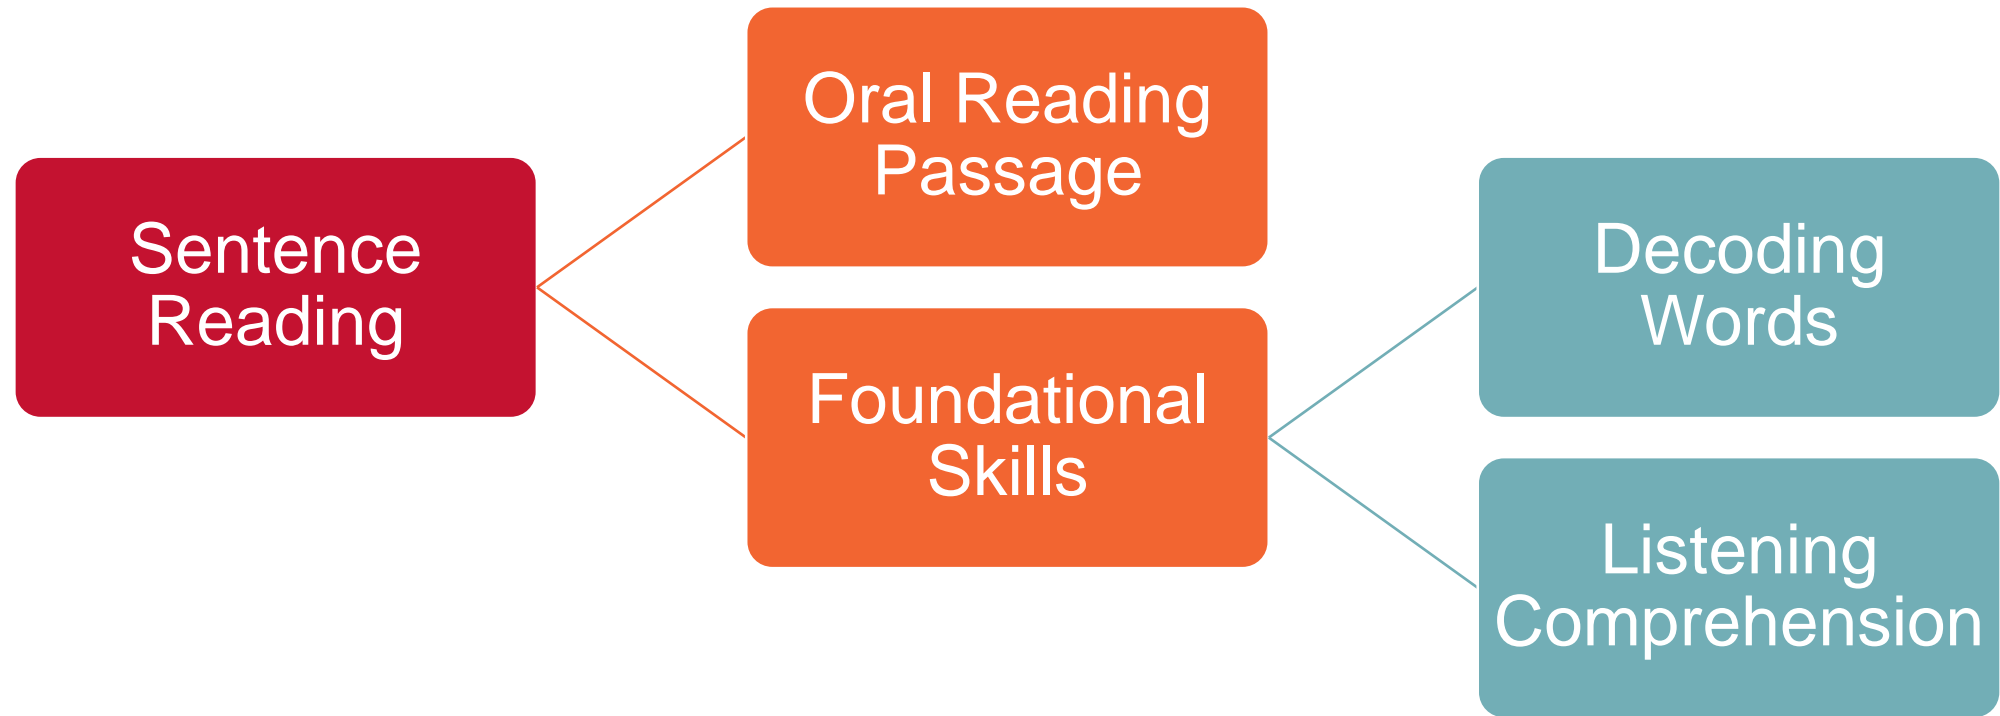 Sentence
Reading
Oral Reading
Passage
Foundational
Skills
Decoding
Words
Listening
Comprehension